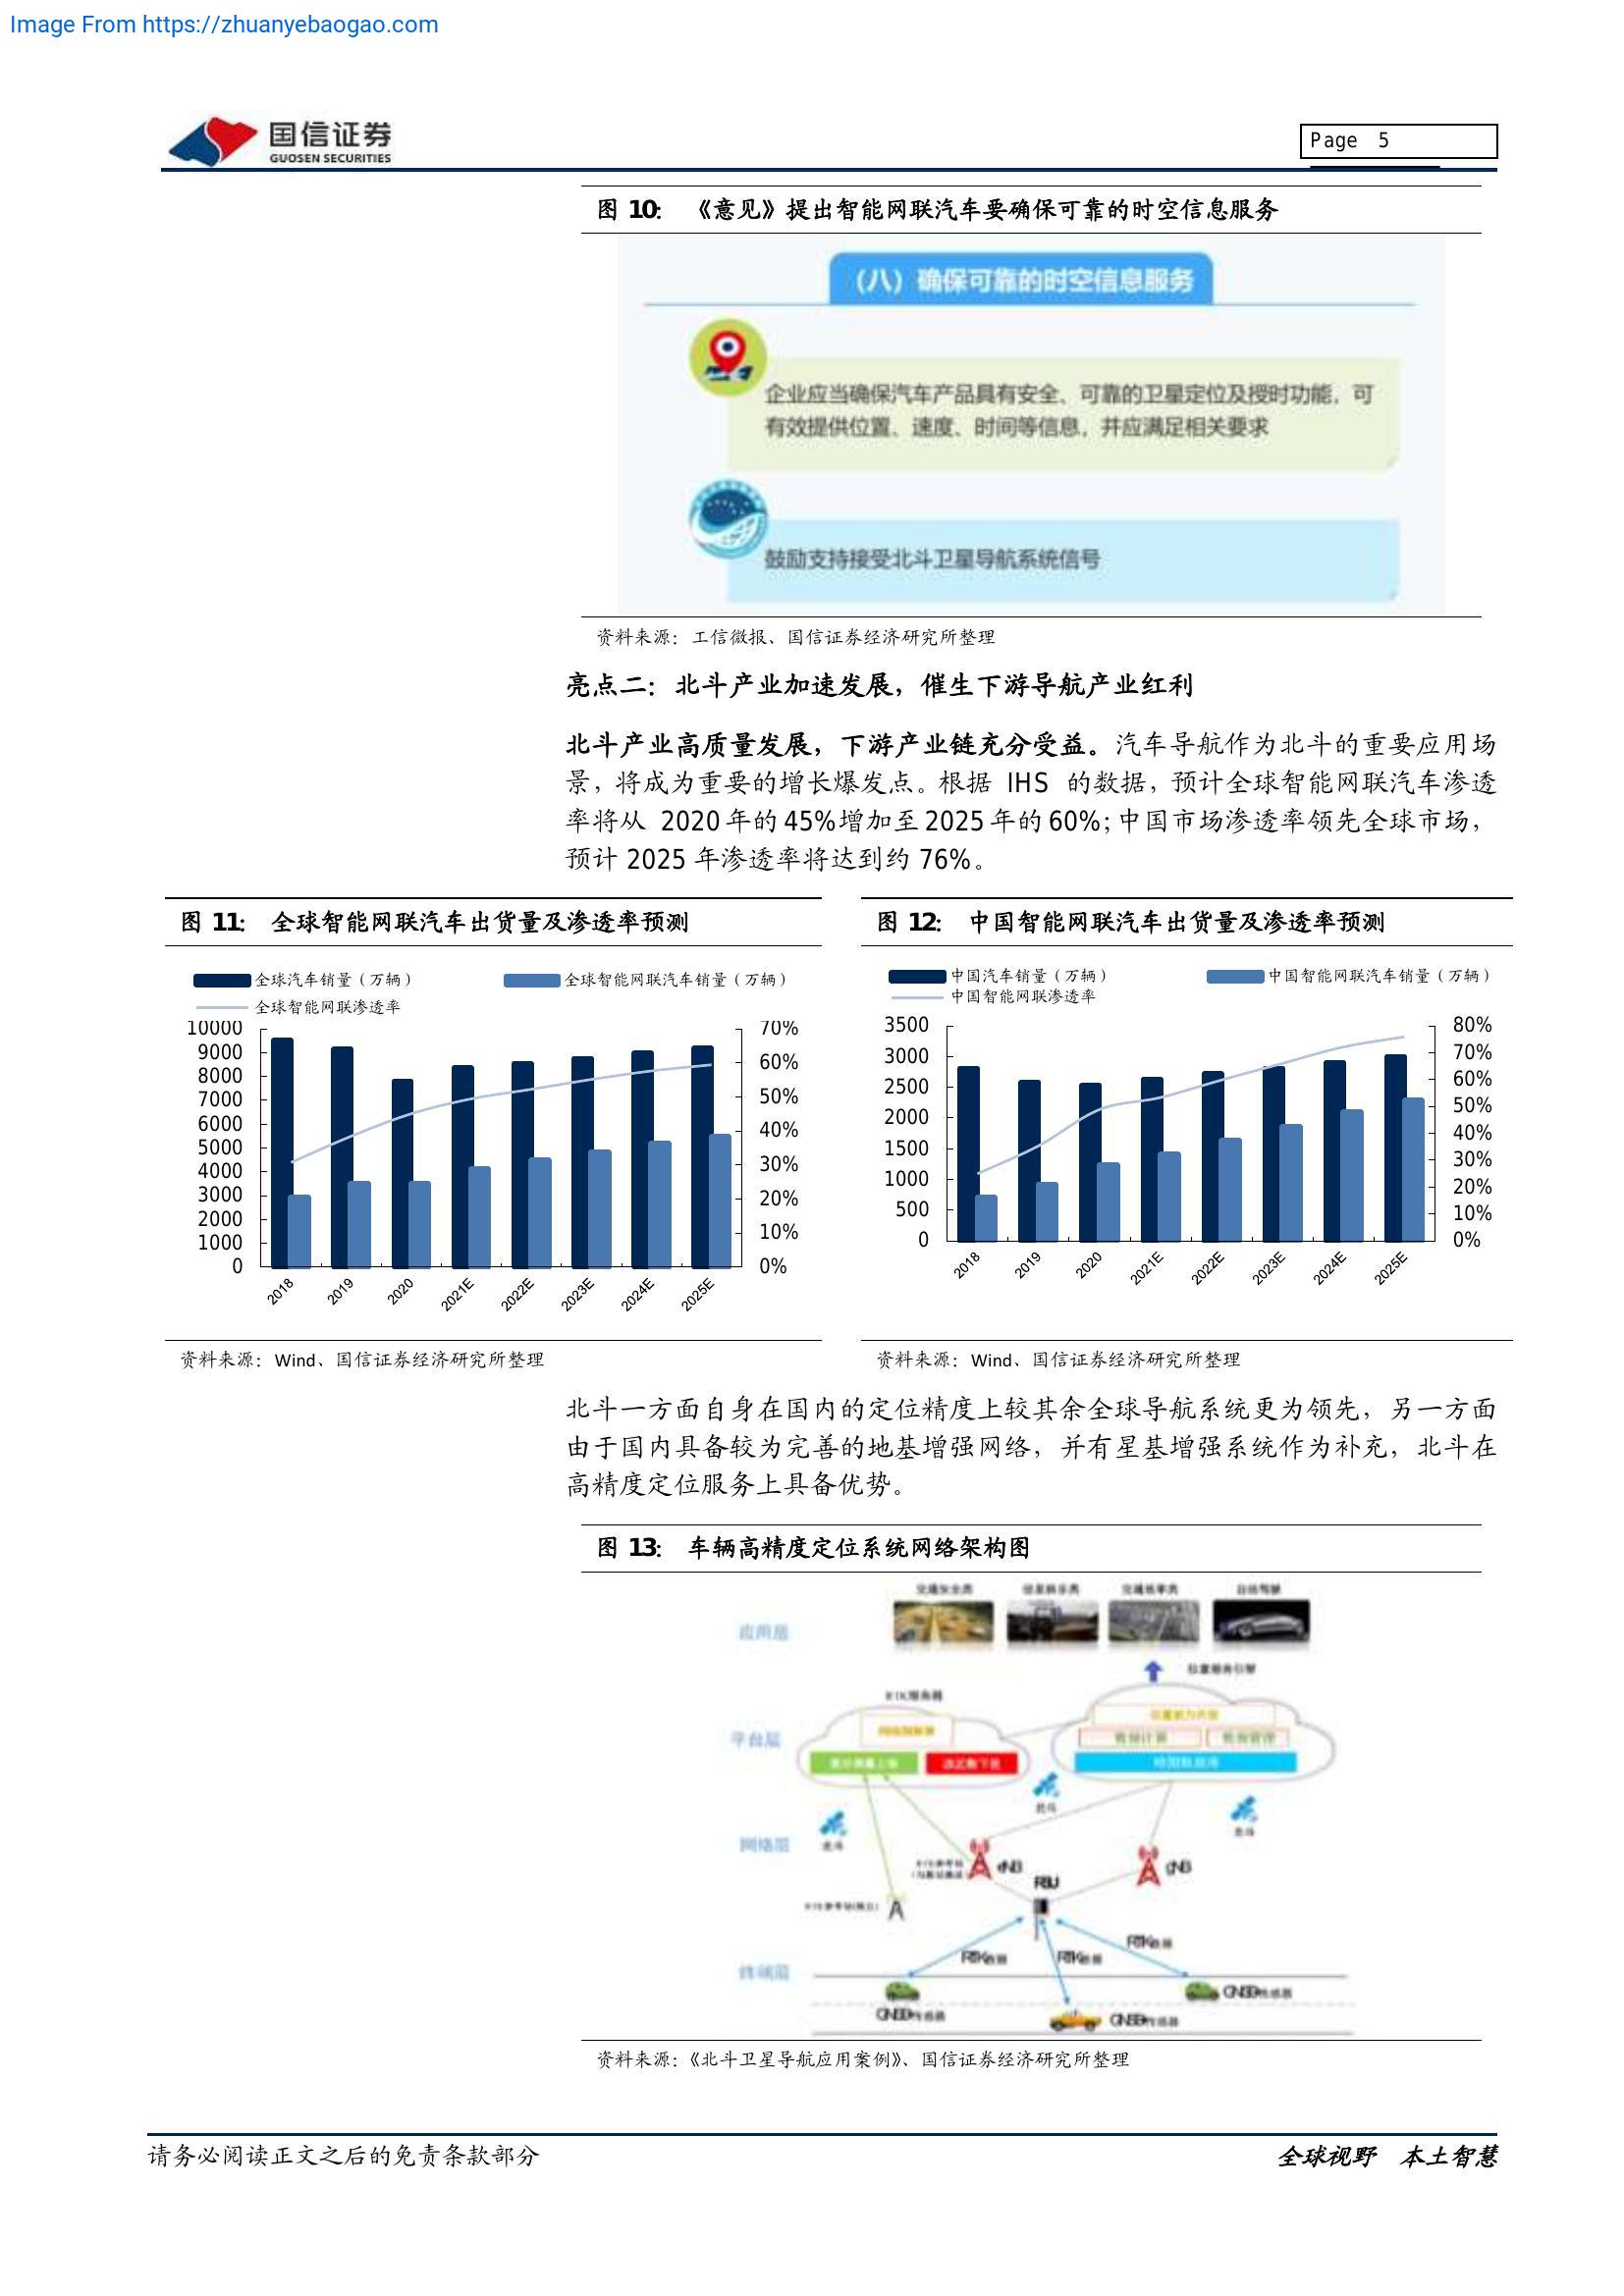 Image From https://zhuanyebaogao.com
国信证券
GUOSEN SECURITIES
Page 5
图 10: 《意见》提出智能网联汽车要确保可靠的时空信息服务
（八）确保可靠的时空信息服务
企业应当确保汽车产品具有安全、可靠的卫星定位及授时功能，可
有效提供位置、速度、时间等信息，并应满足相关要求
鼓励支持接受北斗卫星导航系统信号
资料来源：工信微报、国信证券经济研究所整理
亮点二：北斗产业加速发展，催生下游导航产业红利
北斗产业高质量发展，下游产业链充分受益。汽车导航作为北斗的重要应用场
景，将成为重要的增长爆发点。根据 IHS 的数据，预计全球智能网联汽车渗透
率将从 2020 年的 45%增加至 2025 年的 60%；中国市场渗透率领先全球市场，
预计 2025 年渗透率将达到约 76%。
图 11: 全球智能网联汽车出货量及渗透率预测
全球汽车销量（万辆）
全球智能网联汽车销量（万辆）
全球智能网联渗透率
10000
9000
8000
7000
6000
5000
4000
3000
2000
1000
0
70%
60%
50%
40%
30%
20%
10%
0%
2018
2019
2020
2021E
2022E
2023E
2024E
2025E
资料来源：Wind、国信证券经济研究所整理
图 12: 中国智能网联汽车出货量及渗透率预测
中国汽车销量（万辆）
中国智能网联汽车销量（万辆）
中国智能网联渗透率
3500
3000
2500
2000
1500
1000
500
0
80%
70%
60%
50%
40%
30%
20%
10%
0%
2018
2019
2020
2021E
2022E
2023E
2024E
2025E
资料来源：Wind、国信证券经济研究所整理
北斗一方面自身在国内的定位精度上较其余全球导航系统更为领先，另一方面
由于国内具备较为完善的地基增强网络，并有星基增强系统作为补充，北斗在
高精度定位服务上具备优势。
图 13: 车辆高精度定位系统网络架构图
应用层
平台层
网络层
终端层
北斗
北斗
北斗
资料来源：《北斗卫星导航应用案例》、国信证券经济研究所整理
请务必阅读正文之后的免责条款部分
全球视野 本土智慧